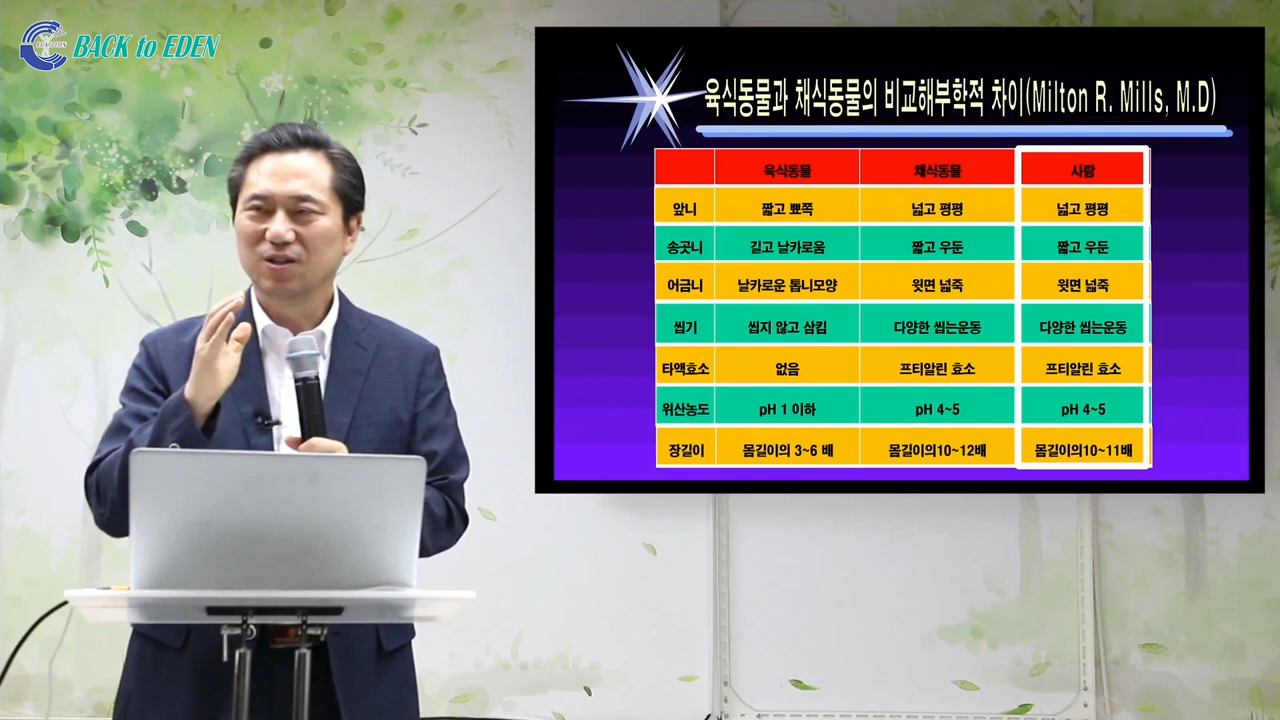 BACK to EDEN
육식동물과 채식동물의 비교해부학적 차이(Milton R. Mills, M.D)
육식동물 채식동물 사람
앞니 짧고 뾰쪽 넓고 평평 넓고 평평
송곳니 길고 날카로움 짧고 우둔 짧고 우둔
어금니 날카로운 톱니모양 윗면 넓죽 윗면 넓죽
씹기 씹지 않고 삼킴 다양한 씹는운동 다양한 씹는운동
타액효소 없음 프티알린 효소 프티알린 효소
위산농도 pH 1 이하 pH 4~5 pH 4~5
장길이 몸길이의 3~6 배 몸길이의10~12배 몸길이의10~11배